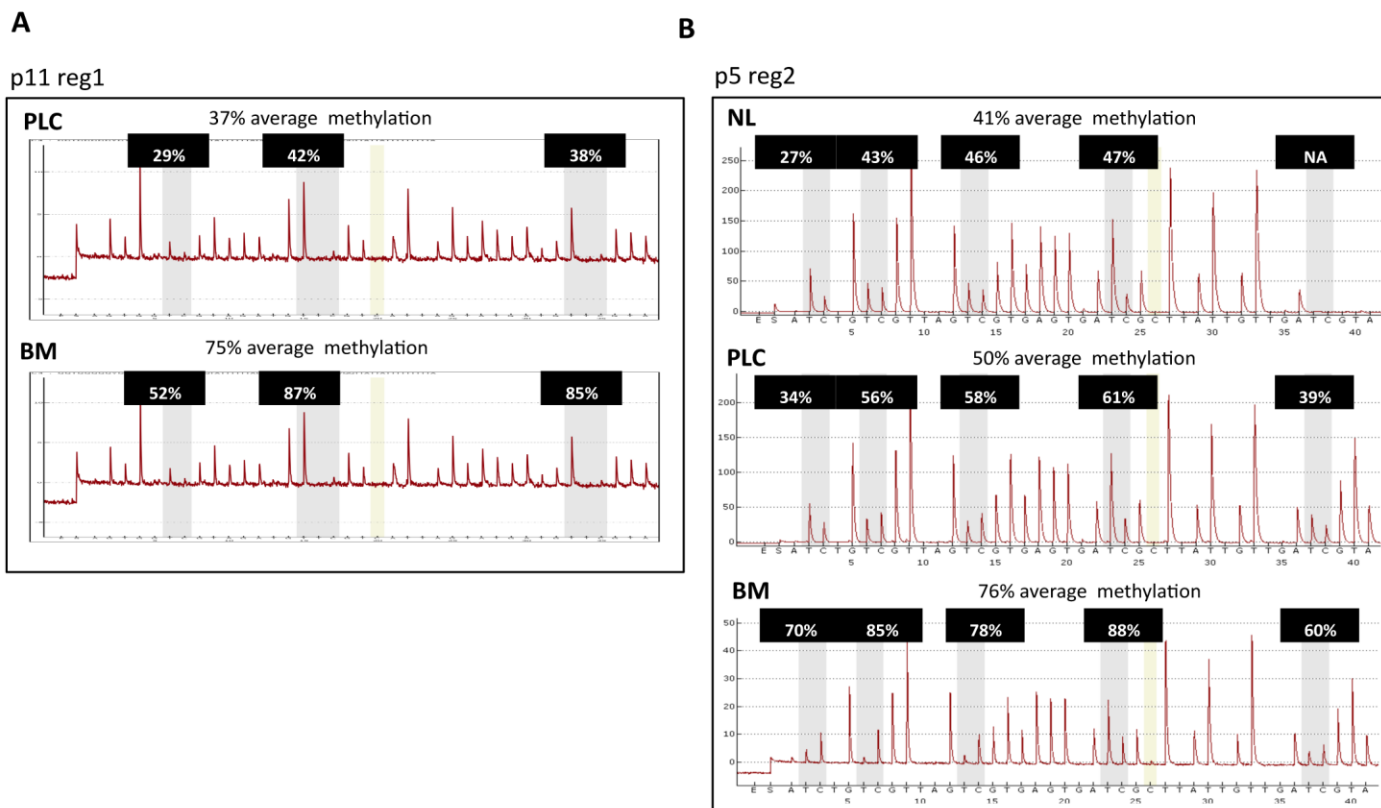 A
B
p11 reg1
p5 reg2
PLC
37% average methylation
29%
42%
38%
BM
75% average methylation
52%
87%
85%
NL
41% average methylation
27%
43%
46%
47%
NA
250
200
150
100
50
0
E S A T C T G T C G T T A G T C G T G A G T G A T C G C T T A T T G T T G A T C G T A
5 10 15 20 25 30 35 40
PLC
50% average methylation
34%
56%
58%
61%
39%
200
150
100
50
0
E S A T C T G T C G T T A G T C G T G A G T G A T C G C T T A T G T T G A T C G T A
5 10 15 20 25 30 35 40
BM
76% average methylation
70%
85%
78%
88%
60%
50
40
30
20
10
0
E S A T C T G T C G T T A G T C G T G A G T G A T C G C T T A T T G T T G A T C G T A
5 10 15 20 25 30 35 40